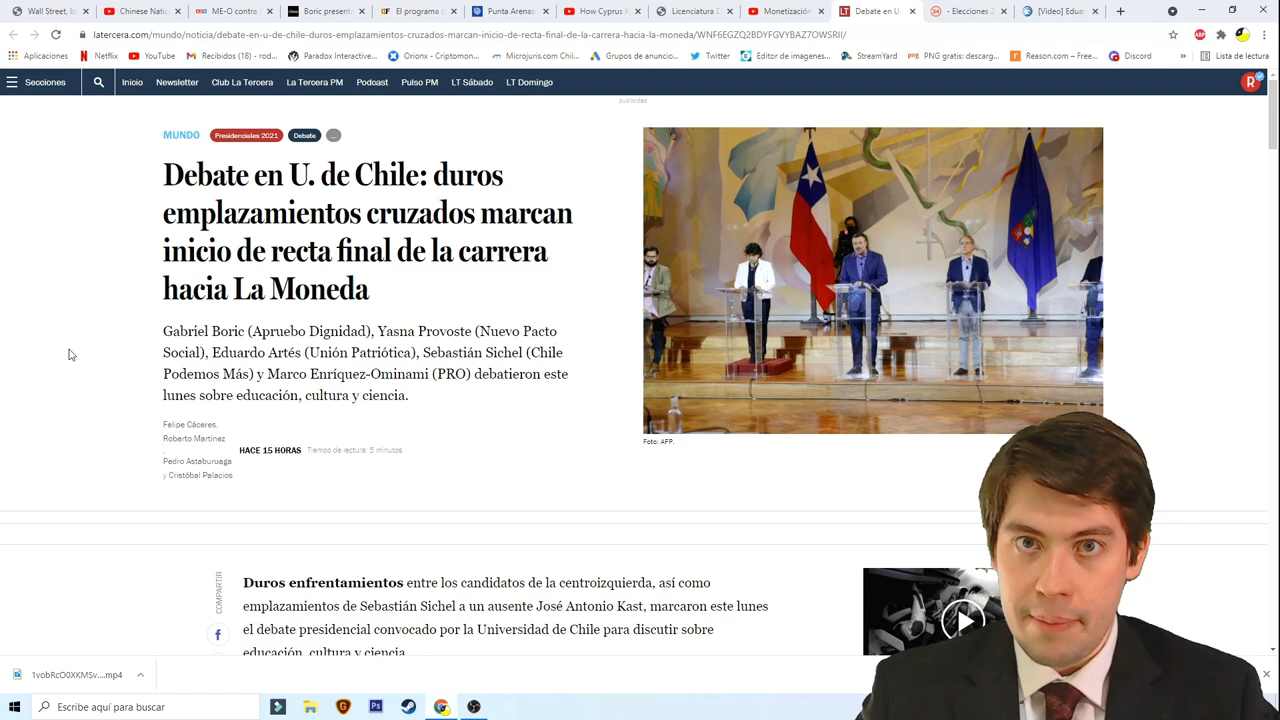 Wall Street, lo
Chinese Nation
ME-O contra
Boric present
El programa d
Punta Arenas
How Cyprus M
Licenciatura E
Monetización
Debate en U.
- Elecciones 2
[Video] Edua
latercera.com/mundo/noticia/debate-en-u-de-chile-duros-emplazamientos-cruzados-marcan-inicio-de-recta-final-de-la-carrera-hacia-la-moneda/WNF6EGZQ2BDYFGVYBAZ7OWSRII/
Aplicaciones
Netflix
YouTube
Recibidos (18) - rod...
Paradox Interactive...
Orionx - Criptomon...
Microjuris.com Chil...
Grupos de anuncio...
Twitter
Editor de imagenes...
StreamYard
PNG gratis: descarg...
Reason.com — Free...
Discord
»
Lista de lectura
Secciones
Inicio
Newsletter
Club La Tercera
La Tercera PM
Podcast
Pulso PM
LT Sábado
LT Domingo
R
publicidad
MUNDO
Presidenciales 2021
Debate
...
Debate en U. de Chile: duros
emplazamientos cruzados marcan
inicio de recta final de la carrera
hacia La Moneda
Gabriel Boric (Apruebo Dignidad), Yasna Provoste (Nuevo Pacto
Social), Eduardo Artés (Unión Patriótica), Sebastián Sichel (Chile
Podemos Más) y Marco Enríquez-Ominami (PRO) debatieron este
lunes sobre educación, cultura y ciencia.
Foto: AFP.
Felipe Cáceres,
Roberto Martínez
,
Pedro Astaburuaga
y Cristóbal Palacios
HACE 15 HORAS
Tiempo de lectura: 5 minutos
COMPARTIR
Duros enfrentamientos entre los candidatos de la centroizquierda, así como
emplazamientos de Sebastián Sichel a un ausente José Antonio Kast, marcaron este lunes
el debate presidencial convocado por la Universidad de Chile para discutir sobre
educación, cultura y ciencia.
1vobRcO0XKMSv....mp4
Escribe aquí para buscar